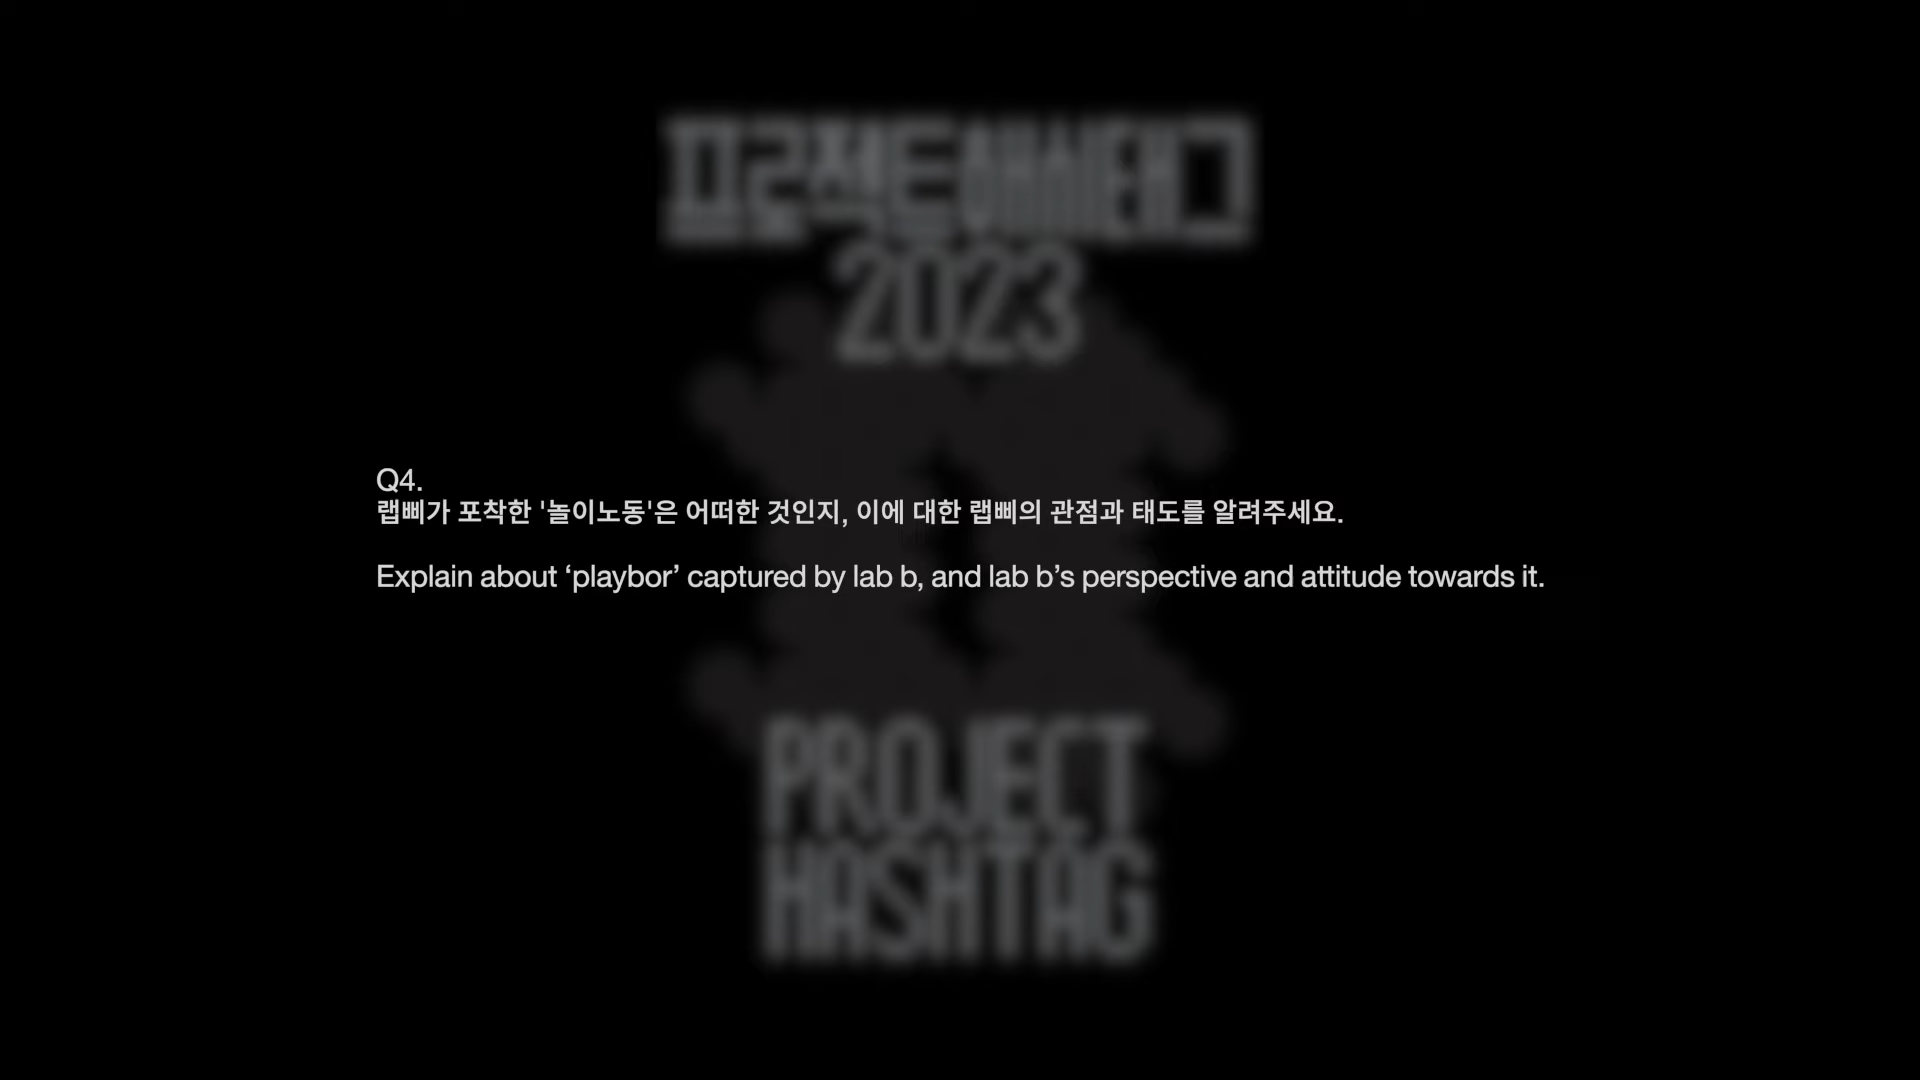 프로젝트해시태그
2023
Q4.
랩삐가 포착한 '놀이노동'은 어떠한 것인지, 이에 대한 랩삐의 관점과 태도를 알려주세요.
Explain about ‘playbor’ captured by lab b, and lab b’s perspective and attitude towards it.
PROJECT
HASHTAG